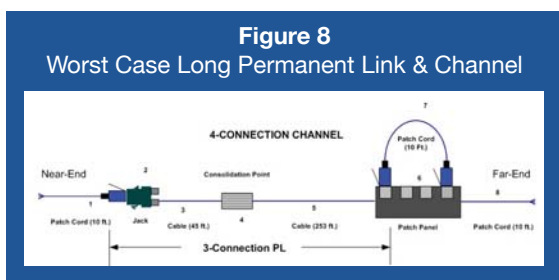 Figure 8
Worst Case Long Permanent Link & Channel
7
4-CONNECTION CHANNEL
Patch Cord
(10 Ft.)
Near-End
2
Consolidation Point
6
Far-End
1
3
4
5
8
Patch Cord (10 ft.)
Jack
Cable (45 ft.)
Cable (253 ft.)
Patch Panel
Patch Cord (10 ft.)
3-Connection PL